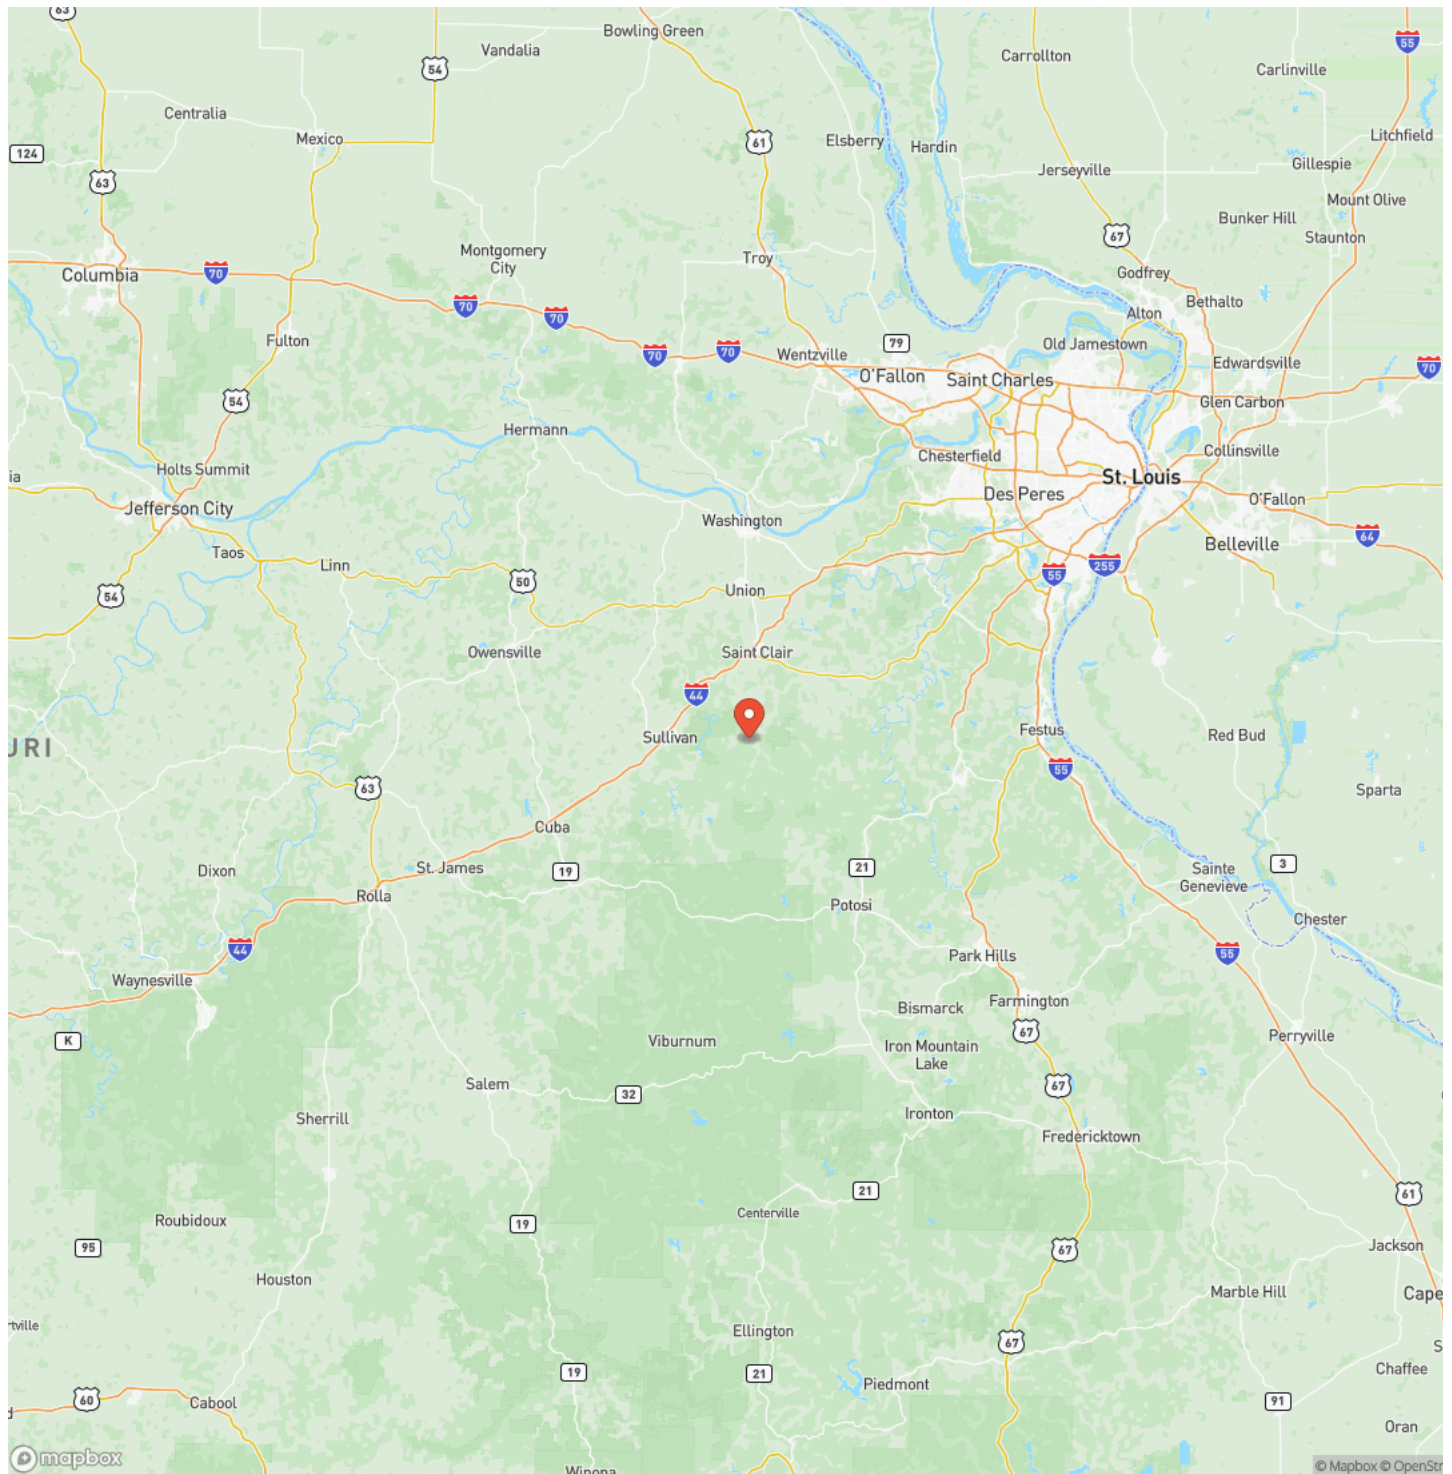 63
Bowling Green
Vandalia
54
55
Carrollton
Carlinville
Centralia
Mexico
61
Elsberry
Hardin
Litchfield
124
Gillespie
63
Jerseyville
Mount Olive
Bunker Hill
67
Staunton
Montgomery
City
Troy
Columbia
70
Godfrey
70
70
Bethalto
Alton
Fulton
70
70
Wentzville
79
Old Jamestown
Edwardsville
70
O'Fallon
Saint Charles
54
Glen Carbon
Hermann
Holts Summit
ia
Chesterfield
Collinsville
St. Louis
Des Peres
O'Fallon
Jefferson City
Washington
64
Taos
Linn
Belleville
50
255
55
54
Union
Owensville
Saint Clair
44
Sullivan
Festus
Red Bud
URI
55
63
Sparta
Cuba
Dixon
St. James
19
21
3
Sainte
Genevieve
Rolla
Potosi
Chester
44
Park Hills
55
Waynesville
Bismarck
Farmington
67
K
Viburnum
Iron Mountain
Lake
Perryville
Salem
32
67
Sherrill
Ironton
Fredericktown
21
61
Roubidoux
19
Centerville
95
67
Jackson
Houston
Marble Hill
Cape
rtville
Ellington
67
S
Chaffee
19
21
Piedmont
60
Cabool
91
d
Oran
mapbox
Winona
© Mapbox © OpenStr